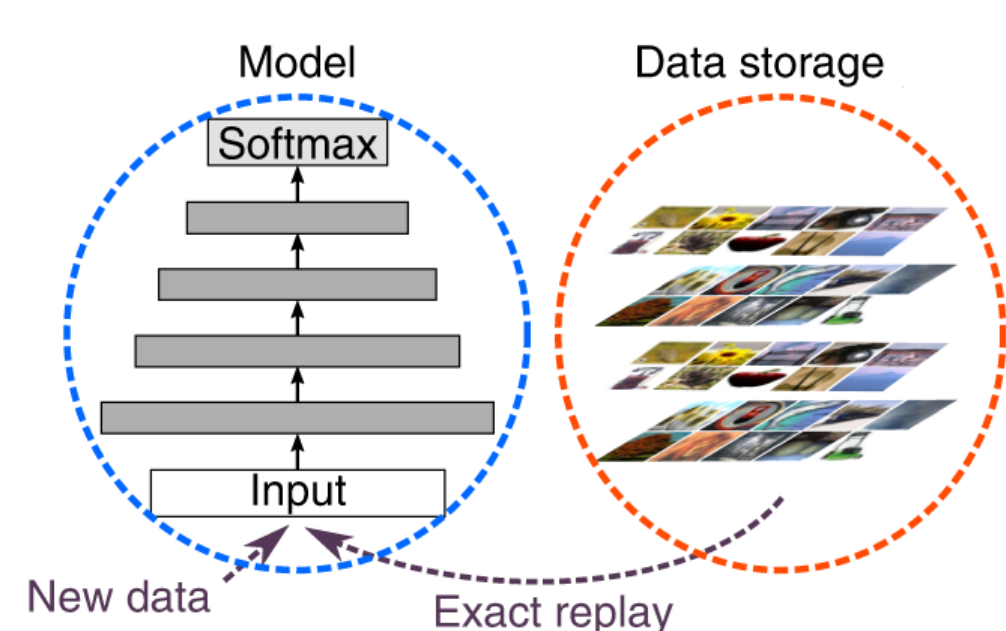 Model
Data storage
Softmax
Input
New data
Exact replay